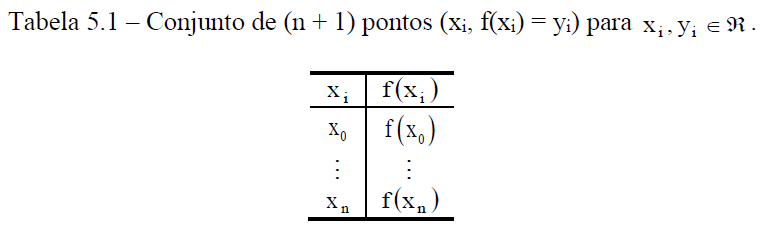 Tabela 5.1 – Conjunto de (n + 1) pontos (xᵢ, f(xᵢ) = yᵢ) para xᵢ, yᵢ ∈ ℜ .
xᵢ f(xᵢ)
x₀ f(x₀)
⋮ ⋮
xₙ f(xₙ)